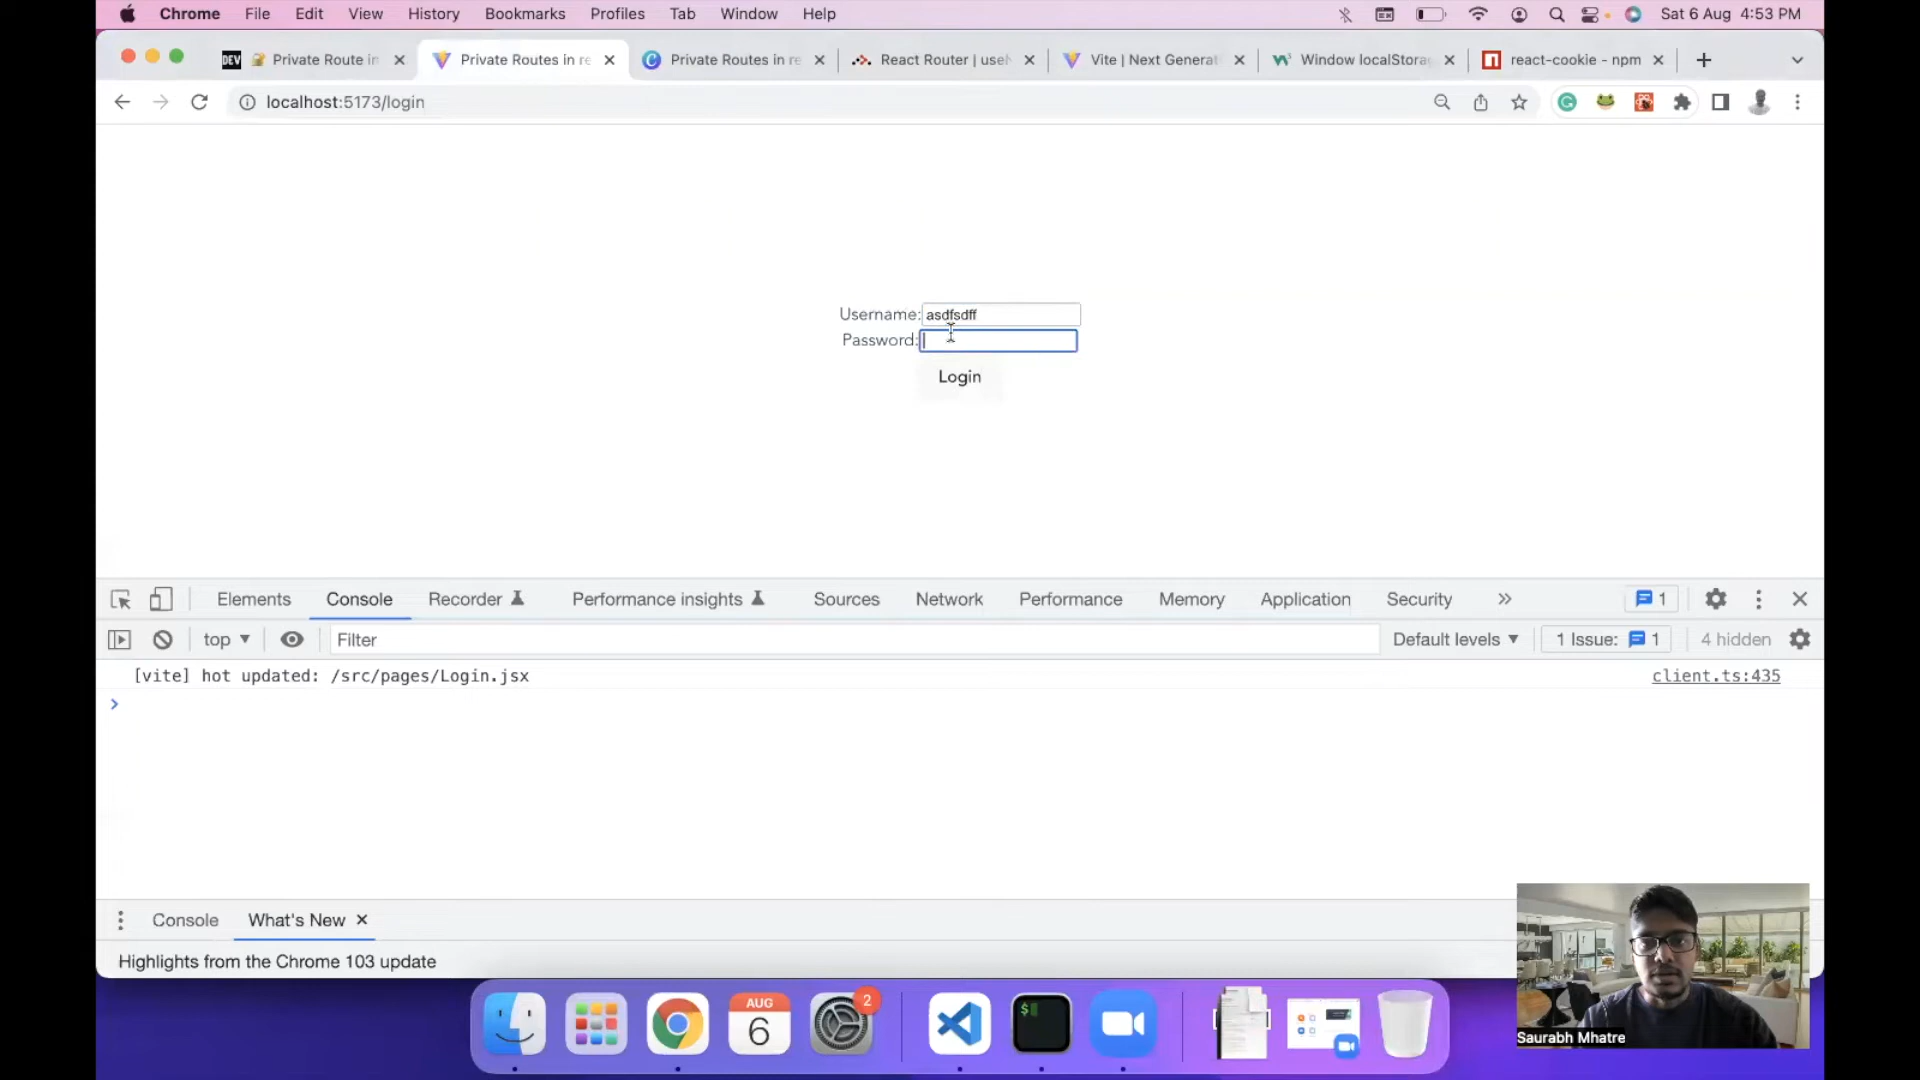 Chrome File Edit View History Bookmarks Profiles Tab Window Help Sat 6 Aug 4:53 PM
DEV Private Route in Private Routes in re Private Routes in re React Router | useN Vite | Next Generat Window localStorag react-cookie - npm
localhost:5173/login
Username: asdfsdff
Password:
Login
Elements Console Recorder Performance insights Sources Network Performance Memory Application Security 1
top Filter Default levels 1 Issue: 1 4 hidden
[vite] hot updated: /src/pages/Login.jsx client.ts:435
Console What's New
Highlights from the Chrome 103 update
AUG
6
2
Saurabh Mhatre